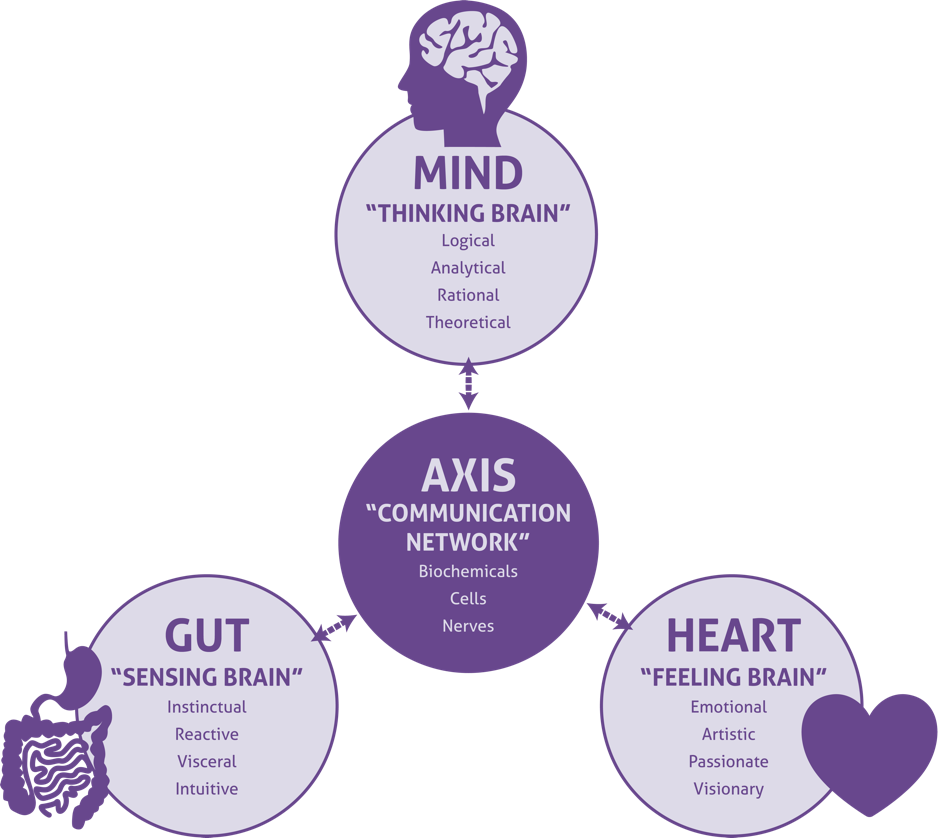 MIND
“THINKING BRAIN”
Logical
Analytical
Rational
Theoretical
AXIS
“COMMUNICATION
NETWORK”
Biochemicals
Cells
Nerves
GUT
“SENSING BRAIN”
Instinctual
Reactive
Visceral
Intuitive
HEART
“FEELING BRAIN”
Emotional
Artistic
Passionate
Visionary